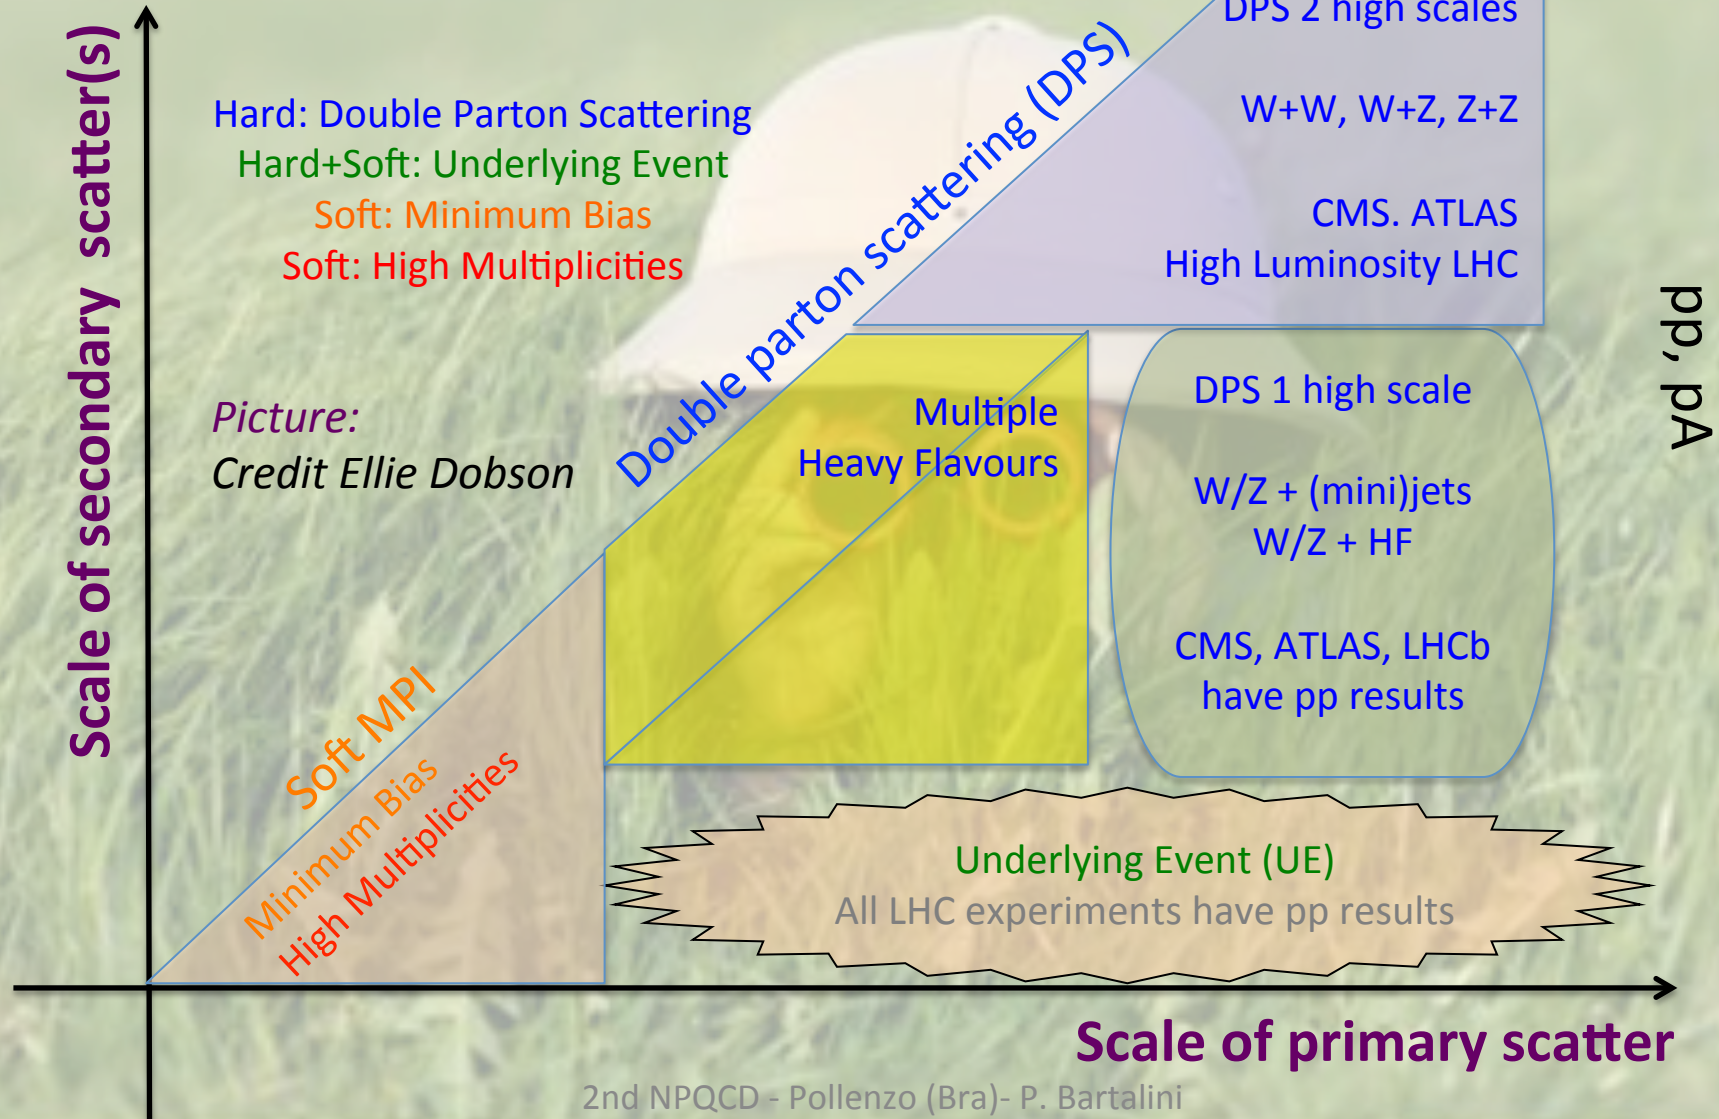 DPS 2 high scales
W+W, W+Z, Z+Z
CMS. ATLAS
High Luminosity LHC
Scale of secondary scatter(s)
Hard: Double Parton Scattering
Hard+Soft: Underlying Event
Soft: Minimum Bias
Soft: High Multiplicities
Double parton scattering (DPS)
pp, pA
Picture:
Credit Ellie Dobson
Multiple
Heavy Flavours
DPS 1 high scale
W/Z + (mini)jets
W/Z + HF
CMS, ATLAS, LHCb
have pp results
Soft MPI
Minimum Bias
High Multiplicities
Underlying Event (UE)
All LHC experiments have pp results
Scale of primary scatter
2nd NPQCD - Pollenzo (Bra)- P. Bartalini